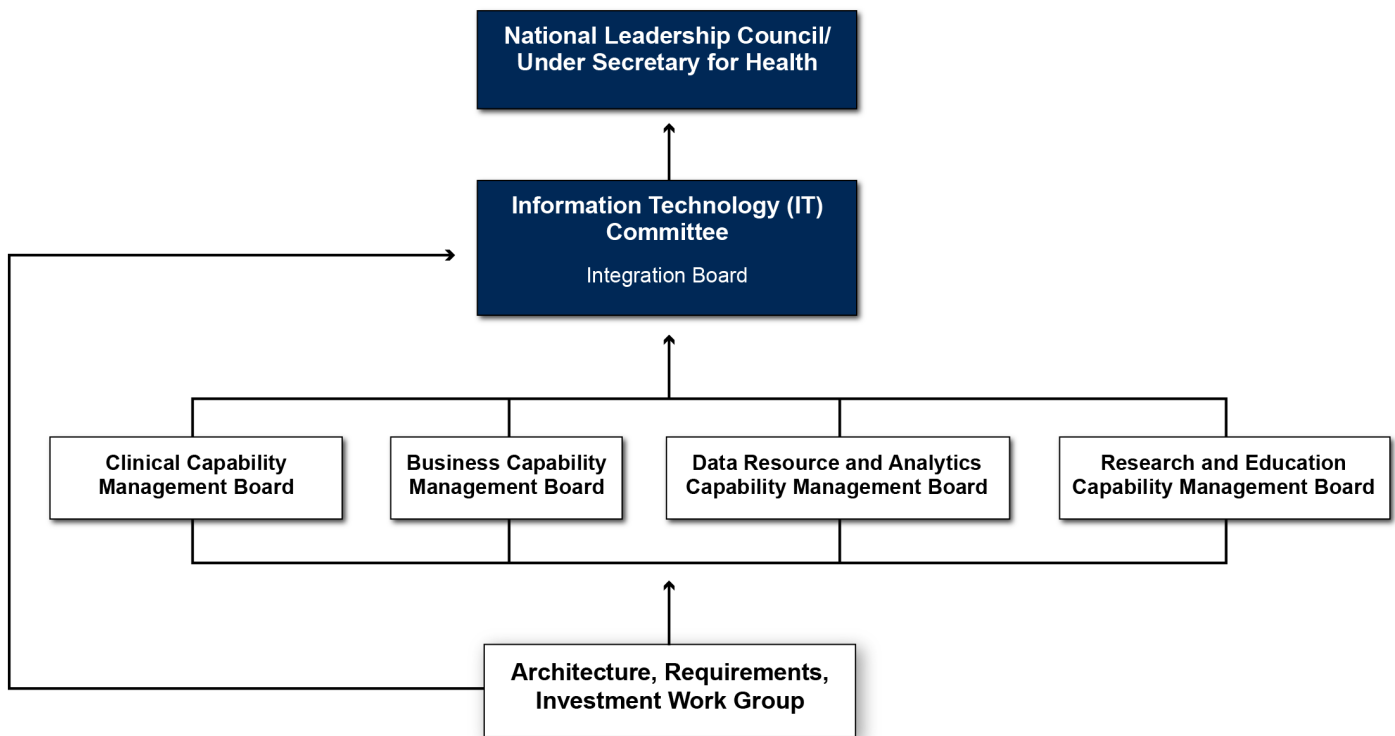 National Leadership Council/
Under Secretary for Health
Information Technology (IT)
Committee
Integration Board
Clinical Capability
Management Board
Business Capability
Management Board
Data Resource and Analytics
Capability Management Board
Research and Education
Capability Management Board
Architecture, Requirements,
Investment Work Group